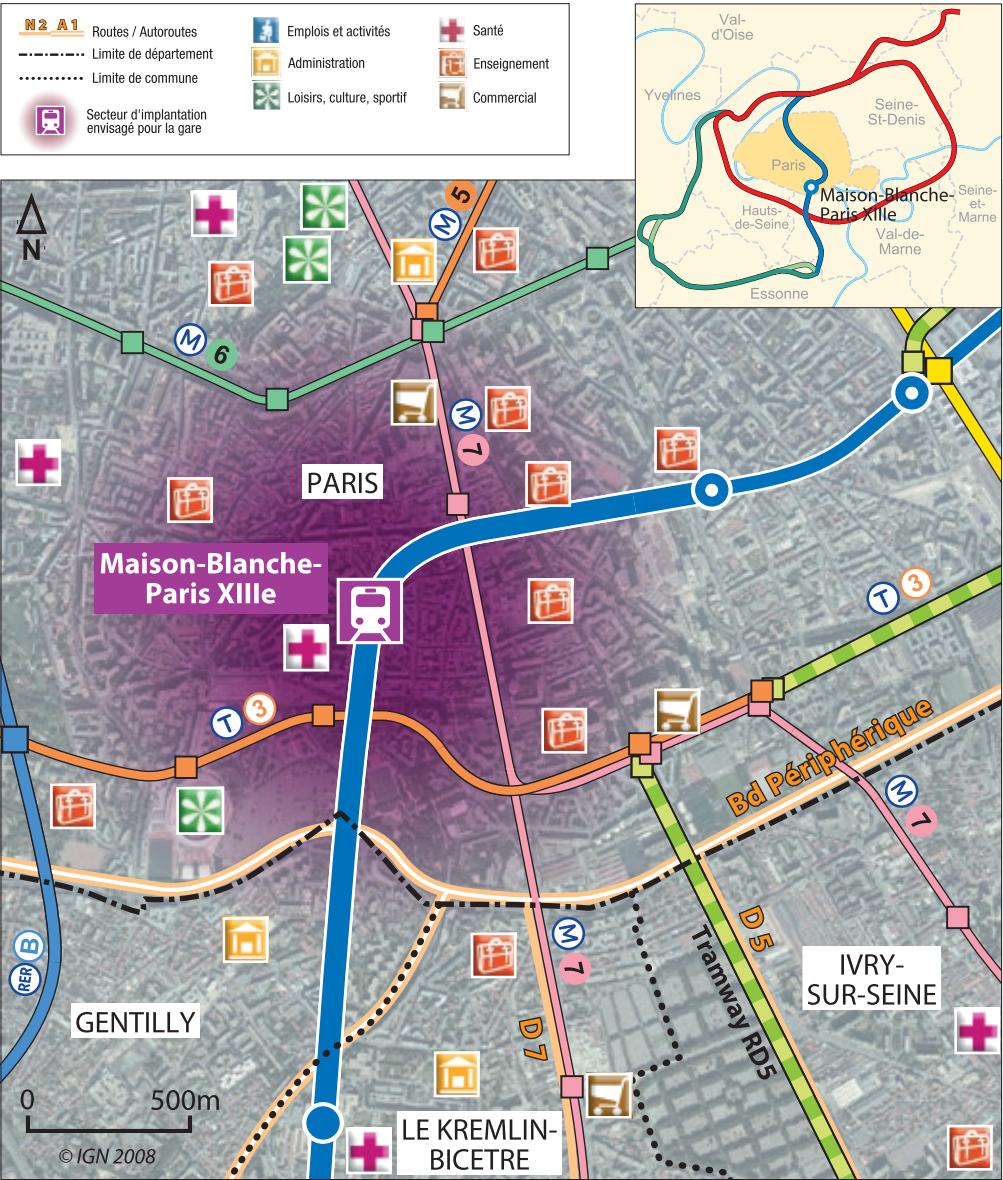 N2 A1 Routes / Autoroutes
Limite de département
Limite de commune
Secteur d'implantation
envisagé pour la gare
Emplois et activités
Administration
Loisirs, culture, sportif
Santé
Enseignement
Commercial
Val-
d'Oise
Yvelines
Seine-
St-Denis
Paris
Maison-Blanche-
Paris XIIIe
Seine-
et-
Marne
Hauts-
de-Seine
Val-de-
Marne
Essonne
N
M 5
M 6
M 7
PARIS
Maison-Blanche-
Paris XIIIe
T 3
T 3
Bd Périphérique
M 7
RER B
M 7
D 5
Tramway RD5
D 7
IVRY-
SUR-SEINE
GENTILLY
LE KREMLIN-
BICETRE
0 500m
© IGN 2008